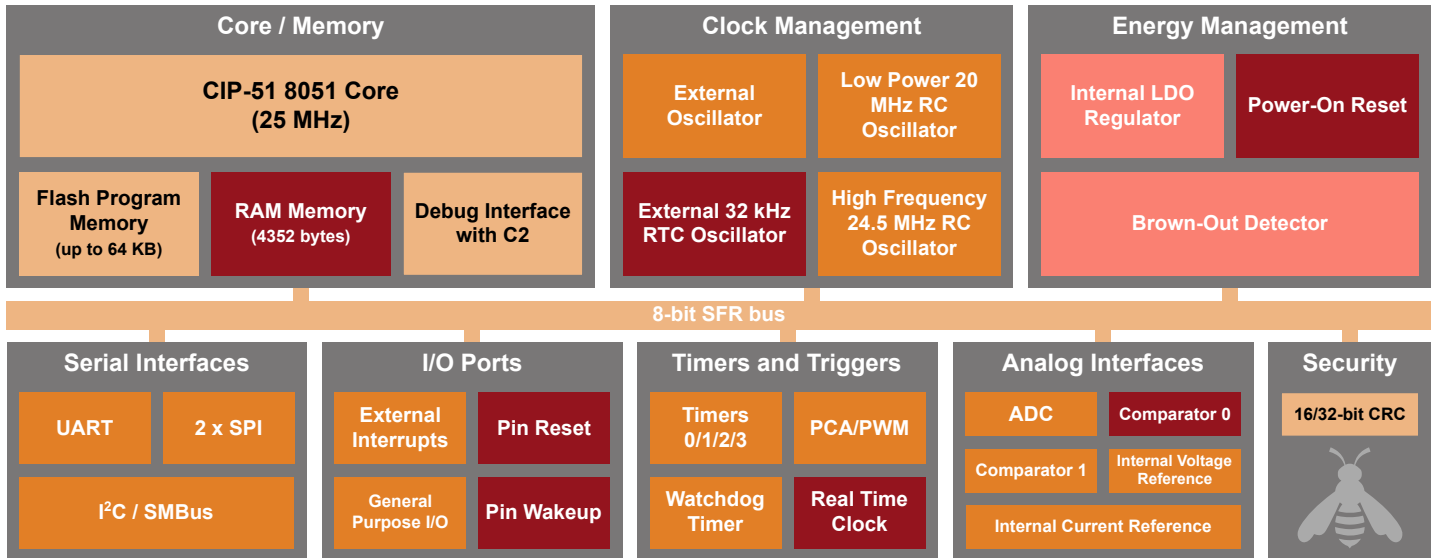 Core / Memory
CIP-51 8051 Core
(25 MHz)
Flash Program
Memory
(up to 64 KB)
RAM Memory
(4352 bytes)
Debug Interface
with C2
Clock Management
External
Oscillator
Low Power 20
MHz RC
Oscillator
External 32 kHz
RTC Oscillator
High Frequency
24.5 MHz RC
Oscillator
Energy Management
Internal LDO
Regulator
Power-On Reset
Brown-Out Detector
8-bit SFR bus
Serial Interfaces
UART
2 x SPI
I²C / SMBus
I/O Ports
External
Interrupts
Pin Reset
General
Purpose I/O
Pin Wakeup
Timers and Triggers
Timers
0/1/2/3
PCA/PWM
Watchdog
Timer
Real Time
Clock
Analog Interfaces
ADC
Comparator 0
Comparator 1
Internal Voltage
Reference
Internal Current Reference
Security
16/32-bit CRC